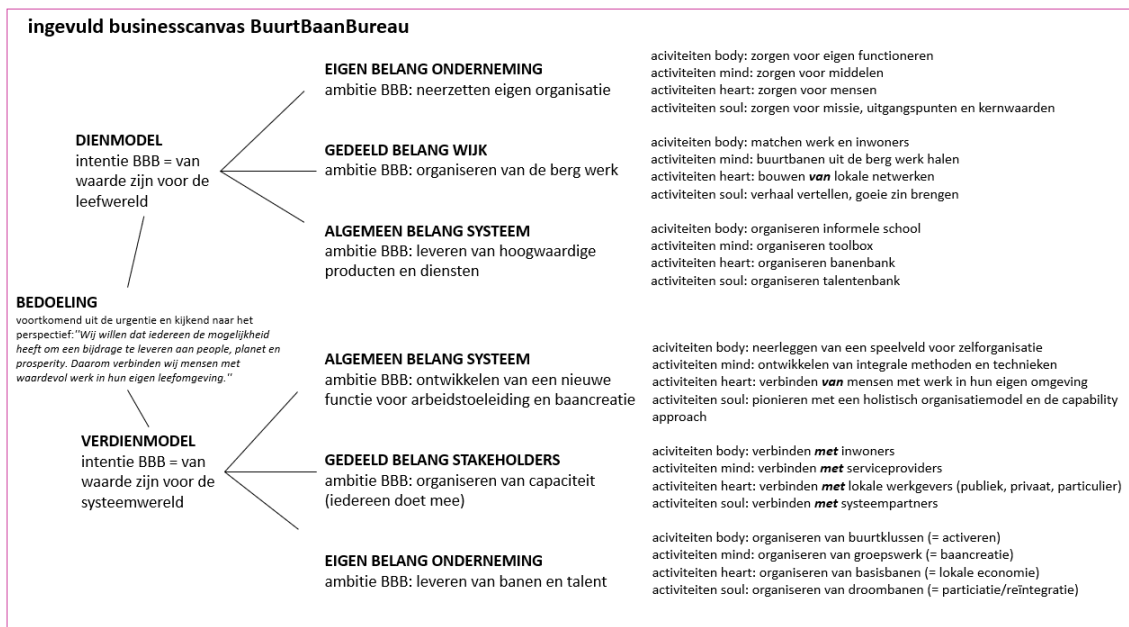 ingevuld businesscanvas BuurtBaanBureau
EIGEN BELANG ONDERNEMING
ambitie BBB: neerzetten eigen organisatie
aciviteiten body: zorgen voor eigen functioneren
activiteiten mind: zorgen voor middelen
activiteiten heart: zorgen voor mensen
activiteiten soul: zorgen voor missie, uitgangspunten en kernwaarden
DIENMODEL
intentie BBB = van
waarde zijn voor de
leefwereld
GEDEELD BELANG WIJK
ambitie BBB: organiseren van de berg werk
aciviteiten body: matchen werk en inwoners
activiteiten mind: buurtbanen uit de berg werk halen
activiteiten heart: bouwen van lokale netwerken
activiteiten soul: verhaal vertellen, goeie zin brengen
ALGEMEEN BELANG SYSTEEM
ambitie BBB: leveren van hoogwaardige
producten en diensten
aciviteiten body: organiseren informele school
activiteiten mind: organiseren toolbox
activiteiten heart: organiseren banenbank
activiteiten soul: organiseren talentenbank
BEDOELING
voortkomend uit de urgentie en kijkend naar het
perspectief:"Wij willen dat iedereen de mogelijkheid
heeft om een bijdrage te leveren aan people, planet en
prosperity. Daarom verbinden wij mensen met
waardevol werk in hun eigen leefomgeving."
ALGEMEEN BELANG SYSTEEM
ambitie BBB: ontwikkelen van een nieuwe
functie voor arbeidstoeleiding en baancreatie
aciviteiten body: neerleggen van een speelveld voor zelforganisatie
activiteiten mind: ontwikkelen van integrale methoden en technieken
activiteiten heart: verbinden van mensen met werk in hun eigen omgeving
activiteiten soul: pionieren met een holistisch organisatiemodel en de capability
approach
VERDIENMODEL
intentie BBB = van
waarde zijn voor de
systeemwereld
GEDEELD BELANG STAKEHOLDERS
ambitie BBB: organiseren van capaciteit
(iedereen doet mee)
aciviteiten body: verbinden met inwoners
activiteiten mind: verbinden met serviceproviders
activiteiten heart: verbinden met lokale werkgevers (publiek, privaat, particulier)
activiteiten soul: verbinden met systeempartners
EIGEN BELANG ONDERNEMING
ambitie BBB: leveren van banen en talent
aciviteiten body: organiseren van buurtklussen (= activeren)
activiteiten mind: organiseren van groepswerk (= baancreatie)
activiteiten heart: organiseren van basisbanen (= lokale economie)
activiteiten soul: organiseren van droombanen (= particiatie/reïntegratie)